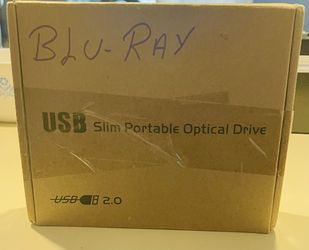 BLU-RAY
USB Slim Portable Optical Drive
USB 2.0